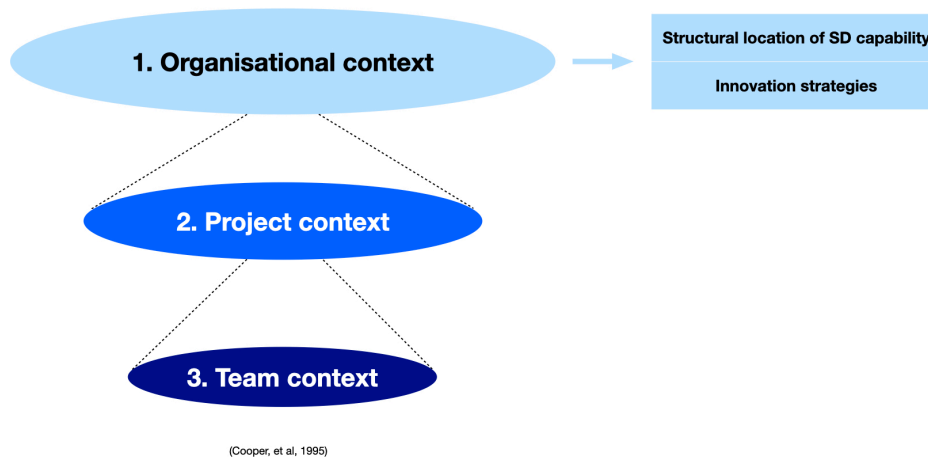 1. Organisational context
Structural location of SD capability
Innovation strategies
2. Project context
3. Team context
(Cooper, et al, 1995)